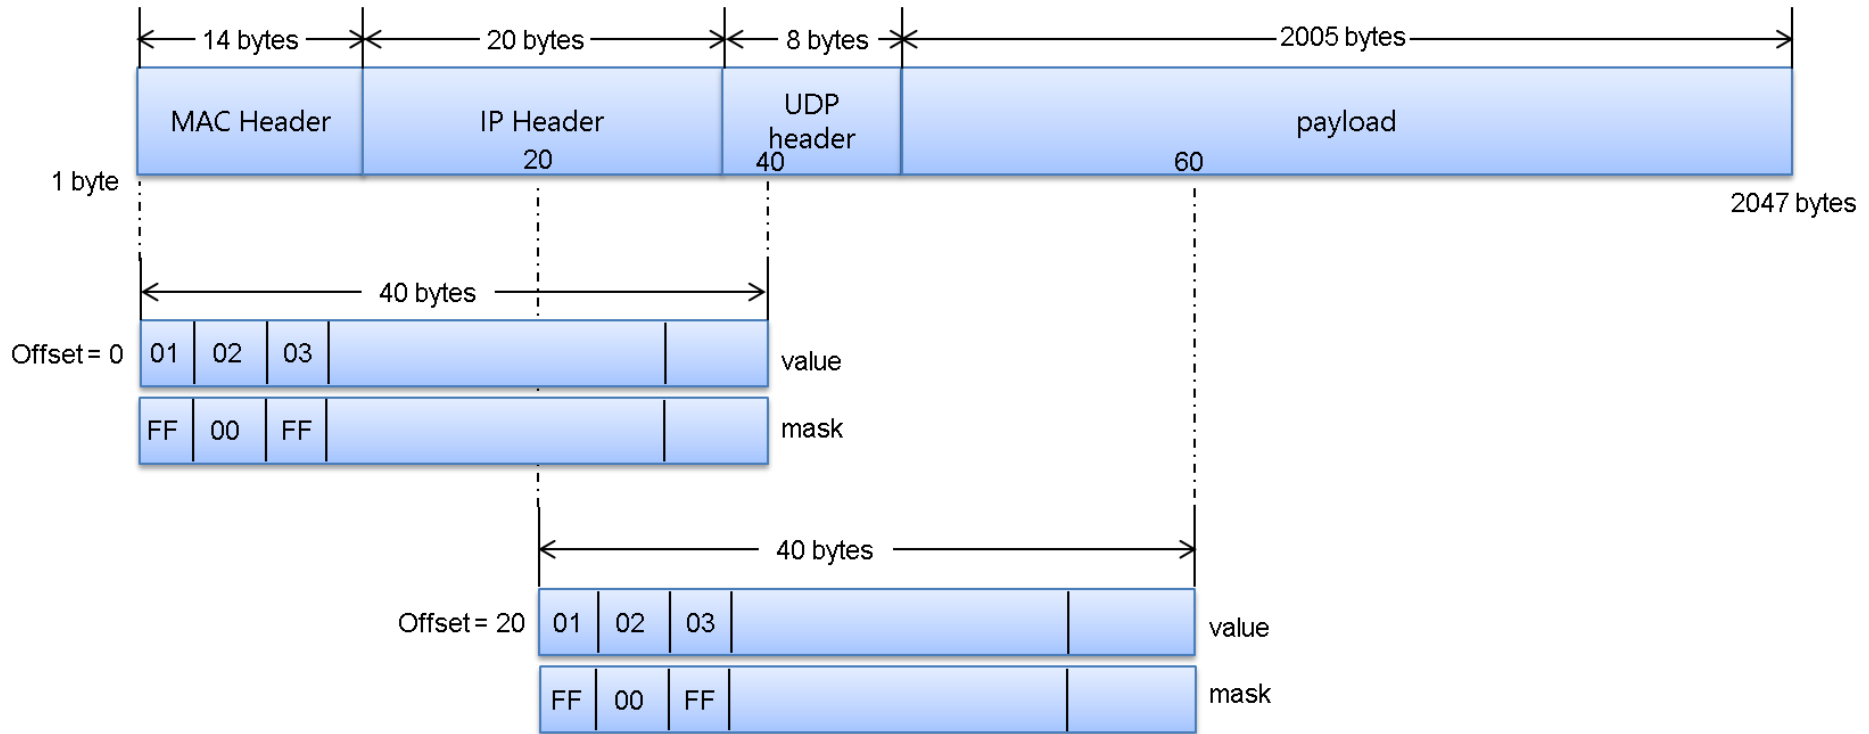 14 bytes
20 bytes
8 bytes
2005 bytes
MAC Header
IP Header
UDP
header
payload
20
40
60
1 byte
2047 bytes
40 bytes
Offset = 0
01
02
03
value
FF
00
FF
mask
40 bytes
Offset = 20
01
02
03
value
FF
00
FF
mask